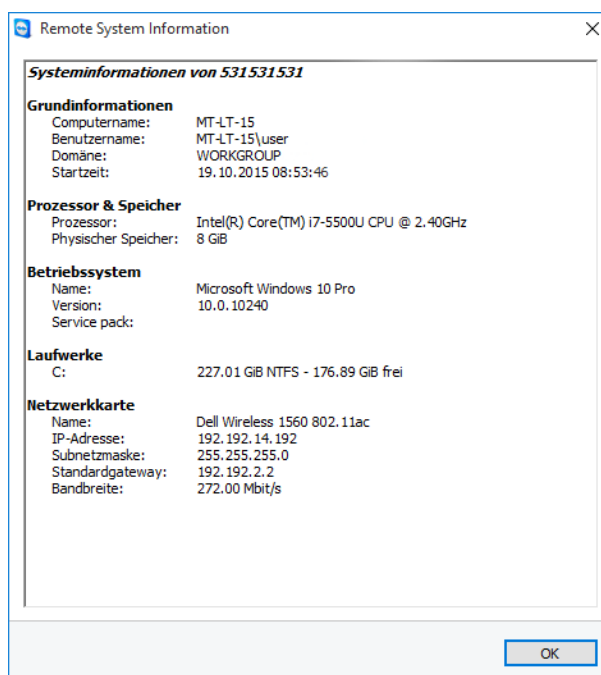 Remote System Information
Systeminformationen von 531531531
Grundinformationen
Computername: MT-LT-15
Benutzername: MT-LT-15\user
Domäne: WORKGROUP
Startzeit: 19.10.2015 08:53:46
Prozessor & Speicher
Prozessor: Intel(R) Core(TM) i7-5500U CPU @ 2.40GHz
Physischer Speicher: 8 GiB
Betriebssystem
Name: Microsoft Windows 10 Pro
Version: 10.0.10240
Service pack:
Laufwerke
C: 227.01 GiB NTFS - 176.89 GiB frei
Netzwerkkarte
Name: Dell Wireless 1560 802.11ac
IP-Adresse: 192.192.14.192
Subnetzmaske: 255.255.255.0
Standardgateway: 192.192.2.2
Bandbreite: 272.00 Mbit/s
OK